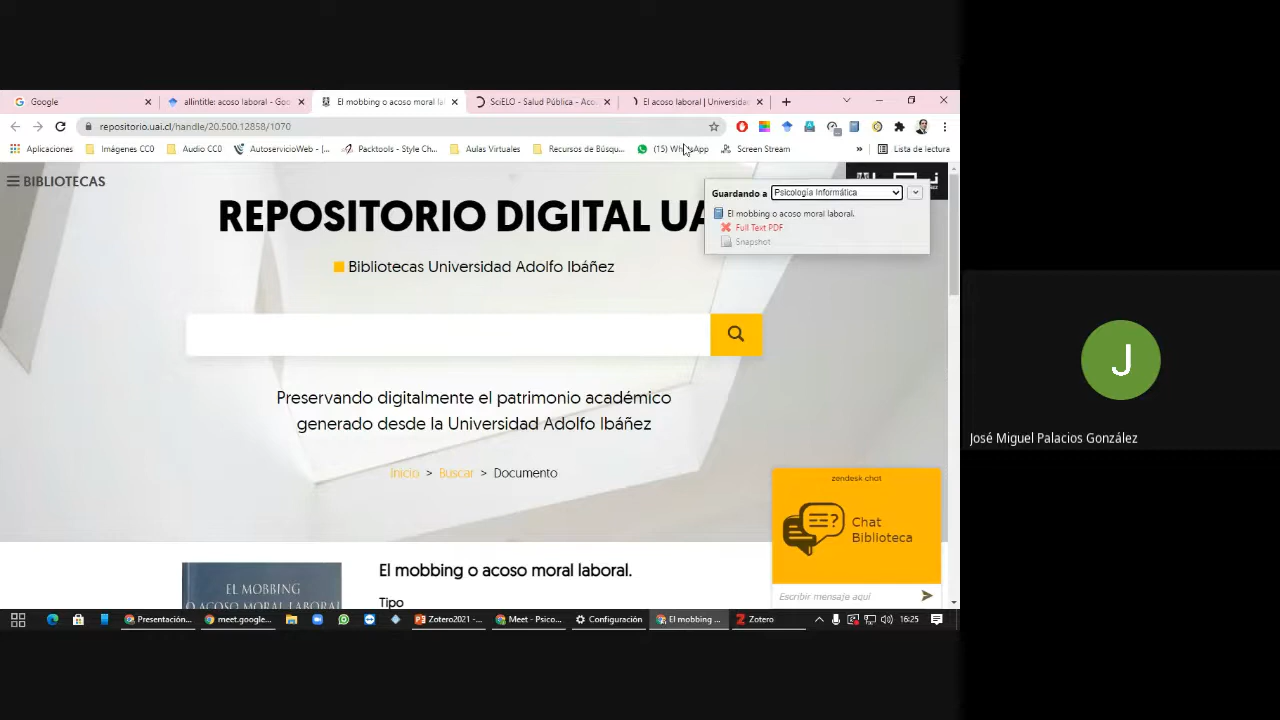 Google
allintitle: acoso laboral - Goo
El mobbing o acoso moral la
SciELO - Salud Pública - Aco
El acoso laboral | Universidad
repositorio.uai.cl/handle/20.500.12858/1070
Aplicaciones
Imágenes CC0
Audio CC0
AutoservicioWeb - (...
Packtools - Style Ch...
Aulas Virtuales
Recursos de Búsqu...
(15) WhatsApp
Screen Stream
»
Lista de lectura
BIBLIOTECAS
Guardando a
Psicología Informática
El mobbing o acoso moral laboral.
Full Text PDF
Snapshot
REPOSITORIO DIGITAL UA
Bibliotecas Universidad Adolfo Ibáñez
Preservando digitalmente el patrimonio académico
generado desde la Universidad Adolfo Ibáñez
Inicio > Buscar > Documento
zendesk chat
Chat
Biblioteca
Escribir mensaje aquí
EL MOBBING
O ACOSO MORAL LABORAL
El mobbing o acoso moral laboral.
Tipo
Presentación...
meet.google...
Zotero2021 -...
Meet - Psico...
Configuración
El mobbing ...
Zotero
16:25
J
José Miguel Palacios González